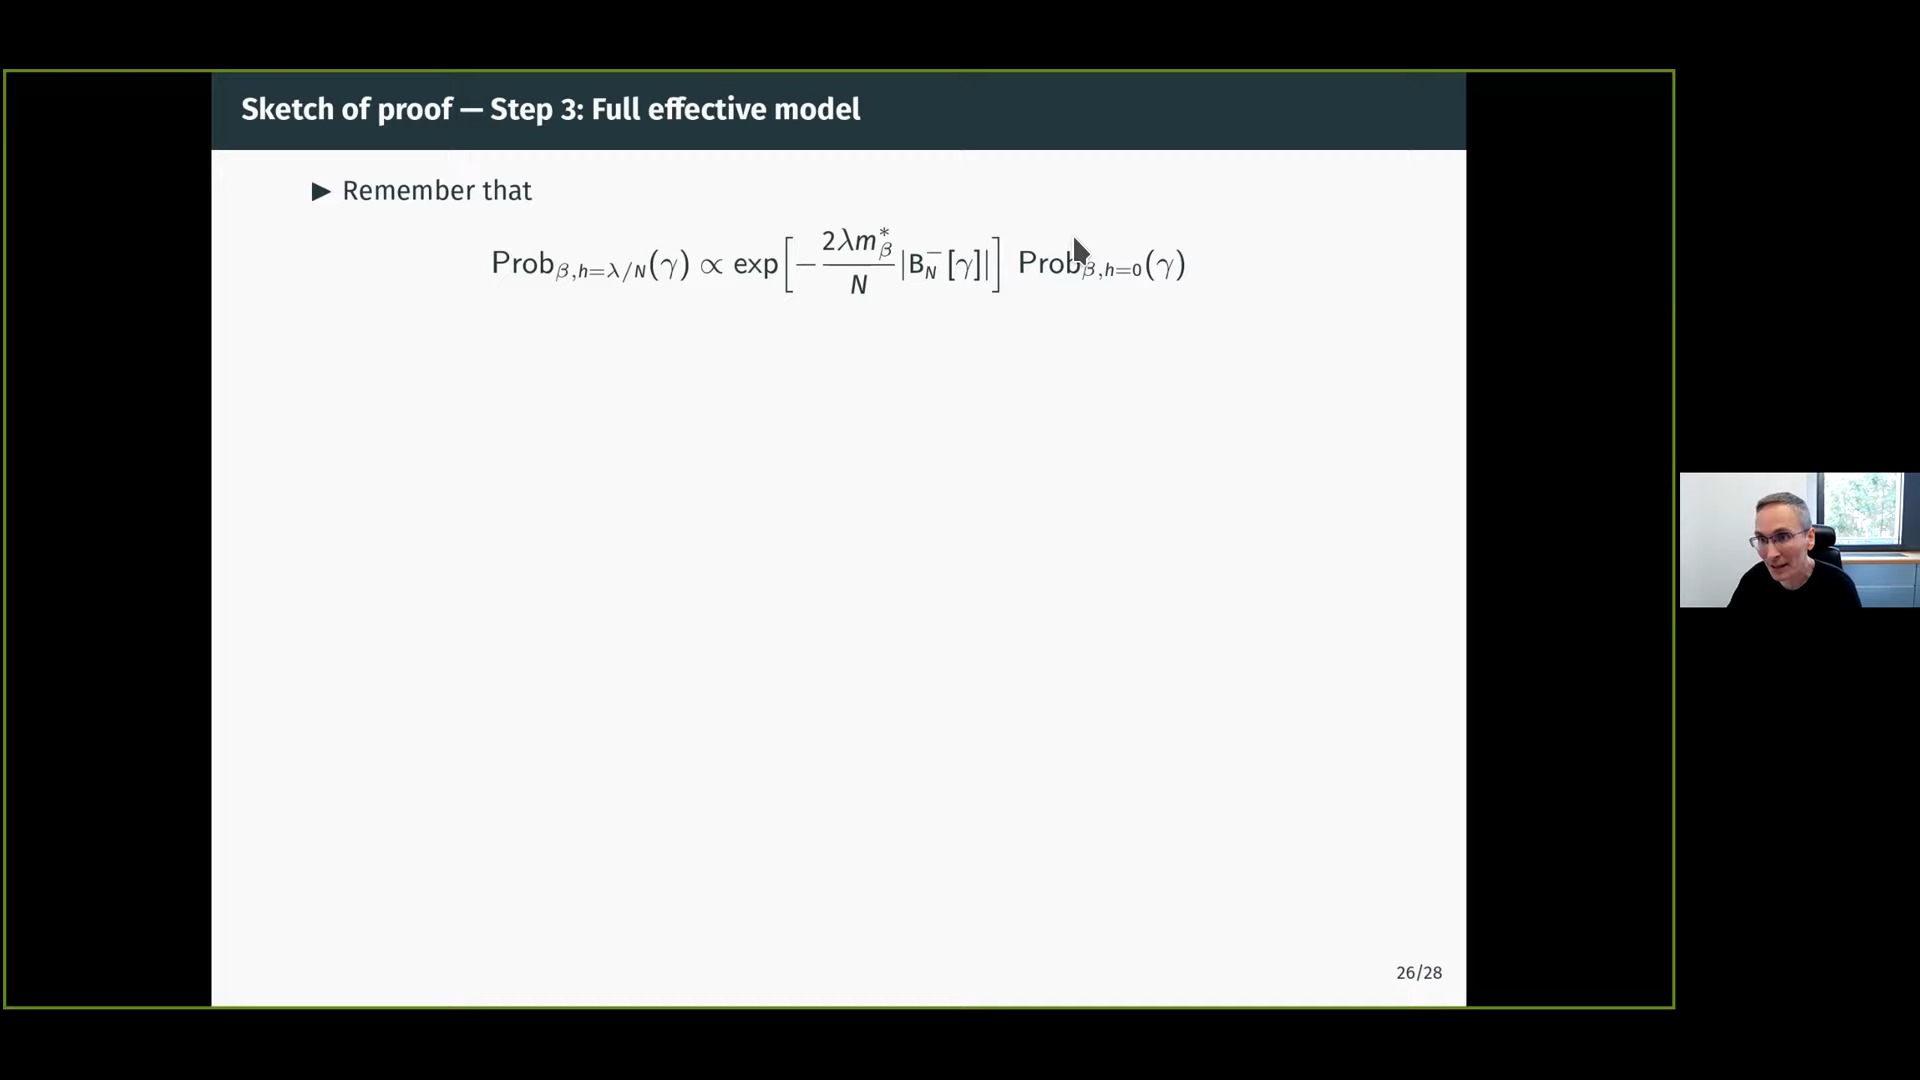 Sketch of proof — Step 3: Full effective model
▶ Remember that
Prob_{β,h=λ/N}(γ) ∝ exp[−\frac{2λm^*_β}{N}|B^−_N[γ]|] Prob_{β,h=0}(γ)
26/28